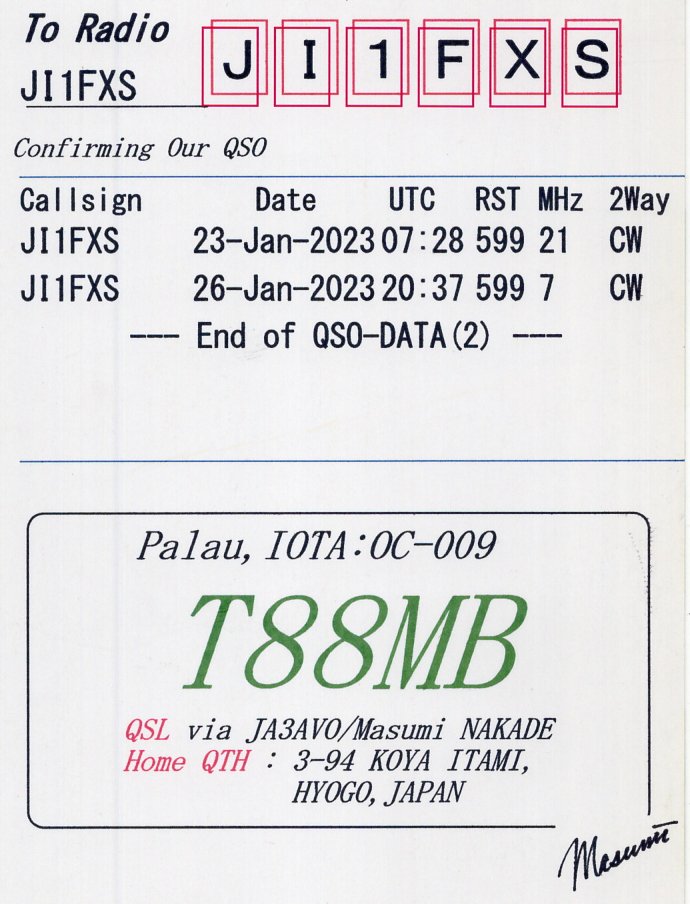 To Radio
JI1FXS
JI1FXS
Confirming Our QSO
Callsign Date UTC RST MHz 2Way
JI1FXS 23-Jan-2023 07:28 599 21 CW
JI1FXS 26-Jan-2023 20:37 599 7 CW
--- End of QSO-DATA(2) ---
Palau, IOTA:OC-009
T88MB
QSL via JA3AVO/Masumi NAKADE
Home QTH : 3-94 KOYA ITAMI,
HYOGO, JAPAN
Masumi